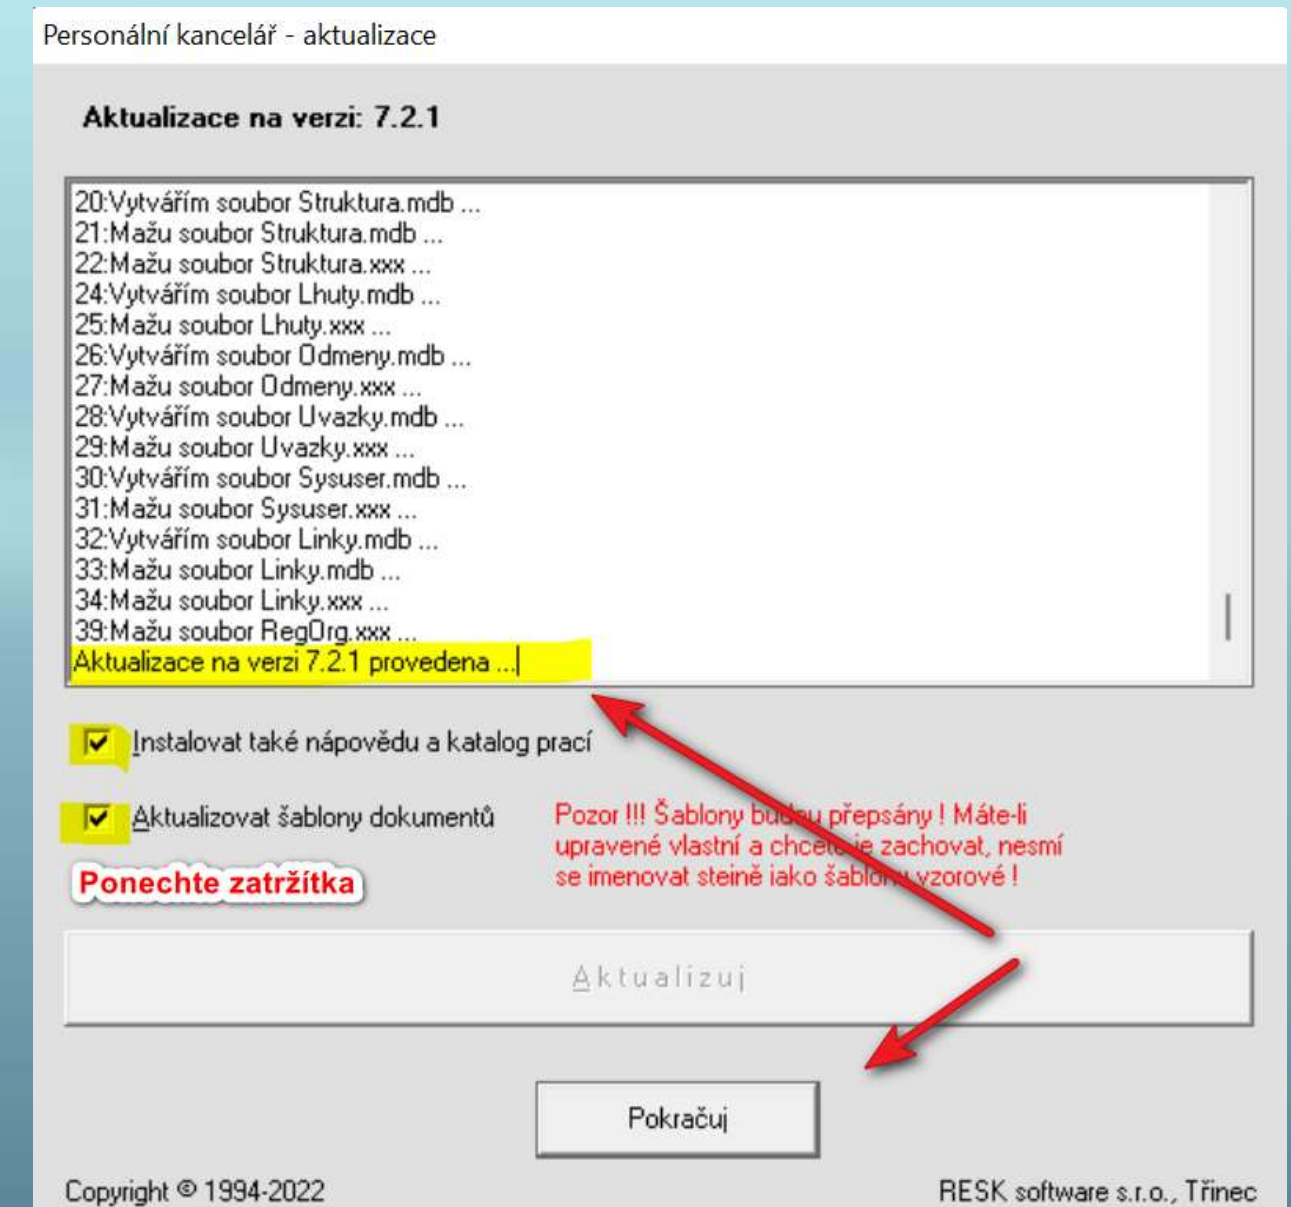 Personální kancelář - aktualizace
Aktualizace na verzi: 7.2.1
20:Vytvářím soubor Struktura.mdb ...
21:Mažu soubor Struktura.mdb ...
22:Mažu soubor Struktura.xxx ...
24:Vytvářím soubor Lhuty.mdb ...
25:Mažu soubor Lhuty.xxx ...
26:Vytvářím soubor Odmeny.mdb ...
27:Mažu soubor Odmeny.xxx ...
28:Vytvářím soubor Uvazky.mdb ...
29:Mažu soubor Uvazky.xxx ...
30:Vytvářím soubor Sysuser.mdb ...
31:Mažu soubor Sysuser.xxx ...
32:Vytvářím soubor Linky.mdb ...
33:Mažu soubor Linky.mdb ...
34:Mažu soubor Linky.xxx ...
39:Mažu soubor RegOrg.xxx ...
Aktualizace na verzi 7.2.1 provedena ...
Instalovat také nápovědu a katalog prací
Aktualizovat šablony dokumentů
Pozor !!! Šablony budou přepsány ! Máte-li
upravené vlastní a chcete je zachovat, nesmí
se imenovat steině iako šablony vzorové !
Ponechte zatržítka
Aktualizuj
Pokračuj
Copyright © 1994-2022
RESK software s.r.o., Třinec